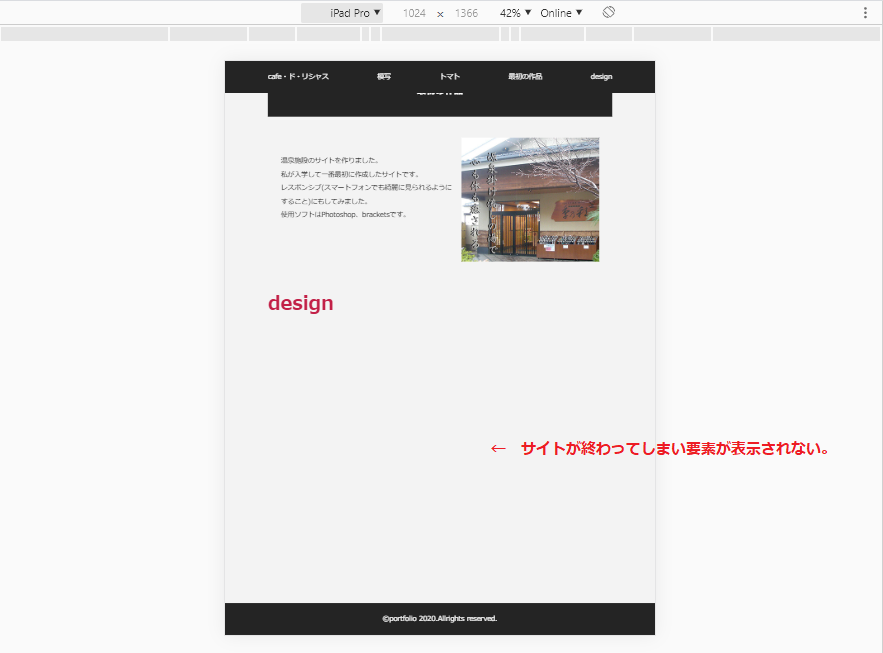 iPad Pro ▼ 1024 × 1366 42% ▼ Online ▼
cafe・ド・リシャス 模写 トマト 最初の作品 design
温泉施設のサイトを作りました。
私が入学して一番最初に作成したサイトです。
レスポンシブ(スマートフォンでも綺麗に見られるように
すること)にもしてみました。
使用ソフトはPhotoshop、bracketsです。
design
← サイトが終わってしまい要素が表示されない。
©portfolio 2020.Allrights reserved.